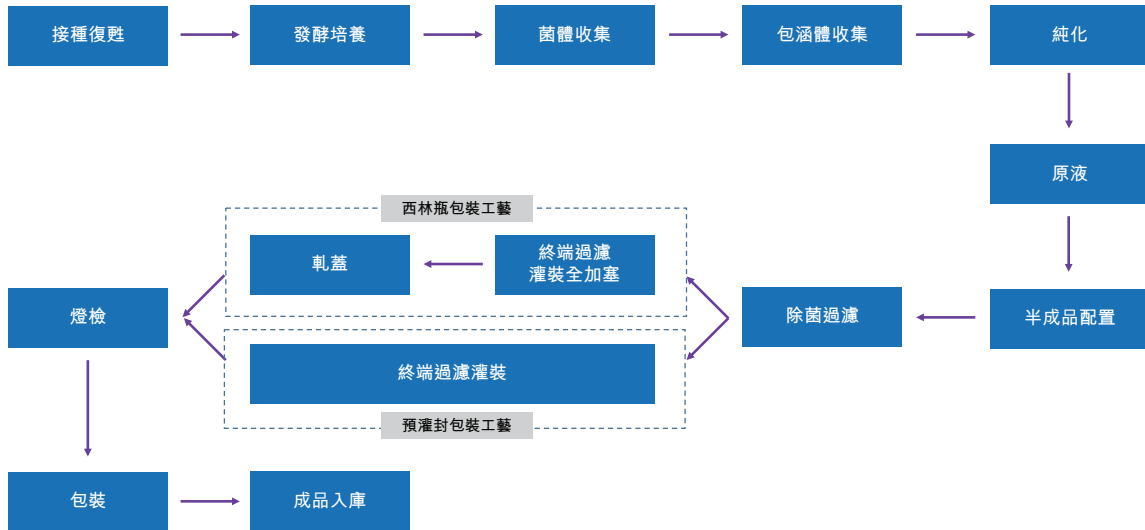 接種復甦
發酵培養
菌體收集
包涵體收集
純化
原液
半成品配置
除菌過濾
西林瓶包裝工藝
終端過濾
灌裝全加塞
軋蓋
終端過濾灌裝
預灌封包裝工藝
燈檢
包裝
成品入庫